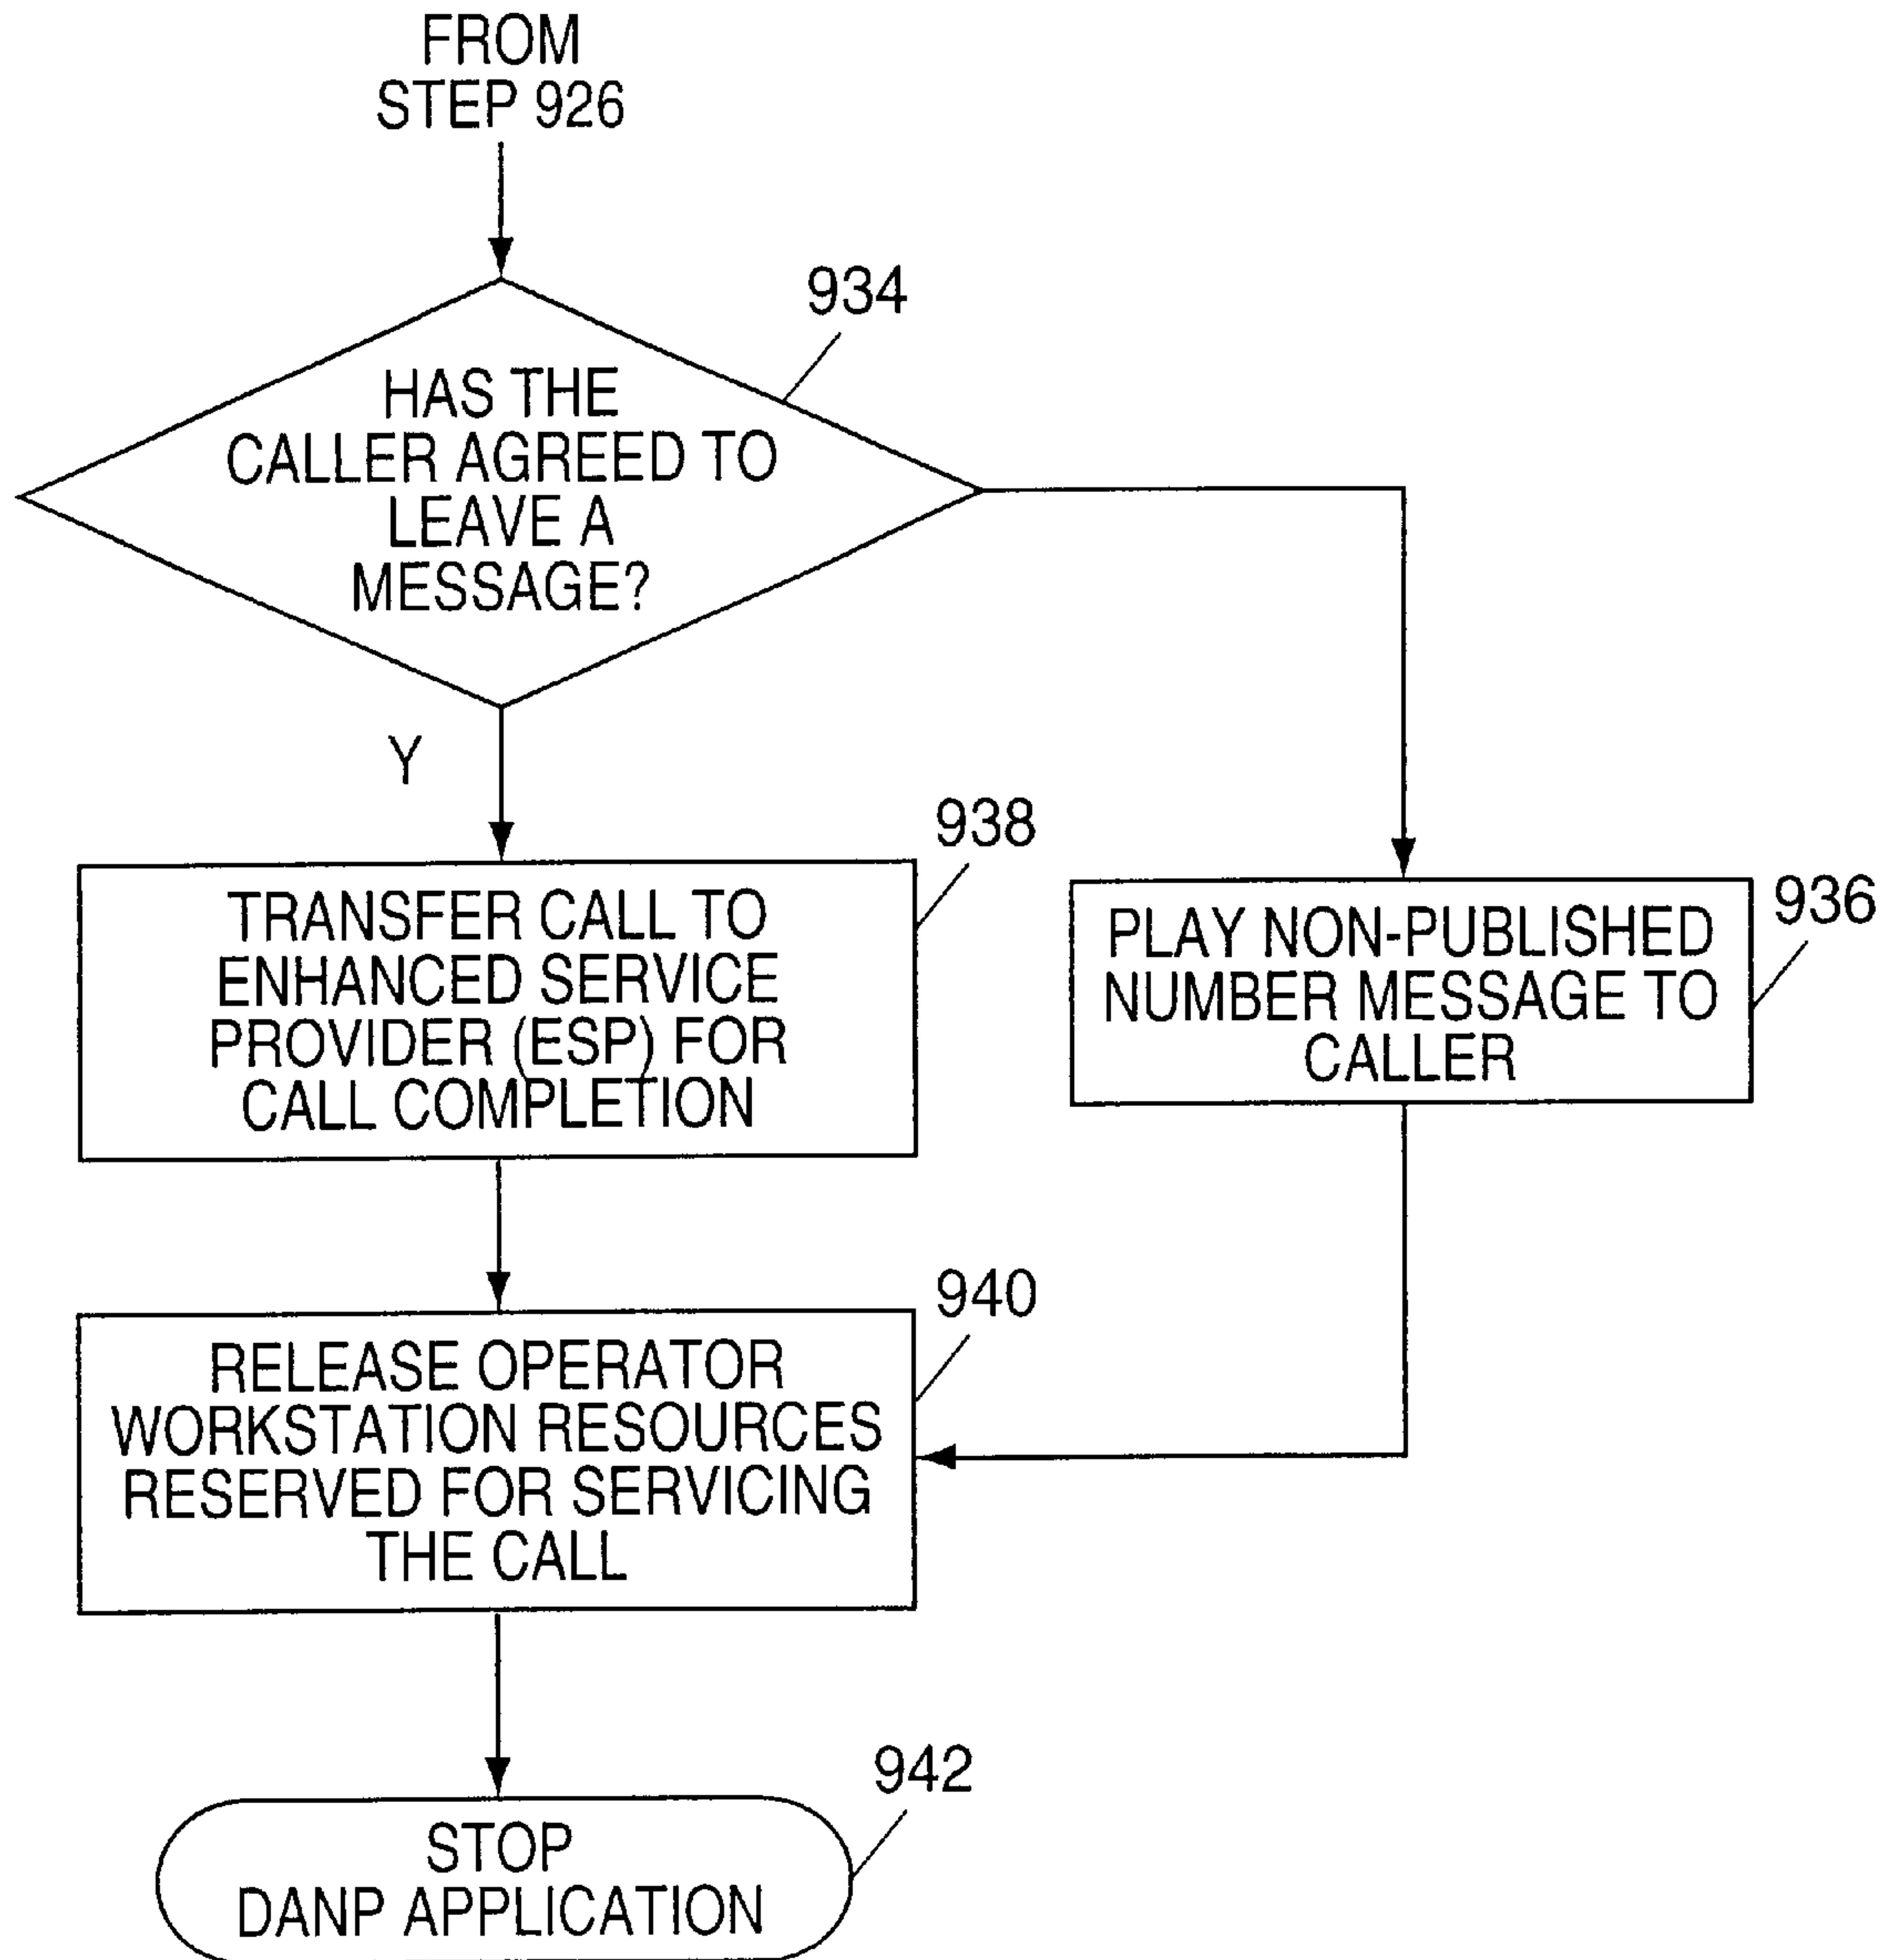 FROM
STEP 926
934
HAS THE
CALLER AGREED TO
LEAVE A
MESSAGE?
Y
938
TRANSFER CALL TO
ENHANCED SERVICE
PROVIDER (ESP) FOR
CALL COMPLETION
936
PLAY NON-PUBLISHED
NUMBER MESSAGE TO
CALLER
940
RELEASE OPERATOR
WORKSTATION RESOURCES
RESERVED FOR SERVICING
THE CALL
942
STOP
DANP APPLICATION